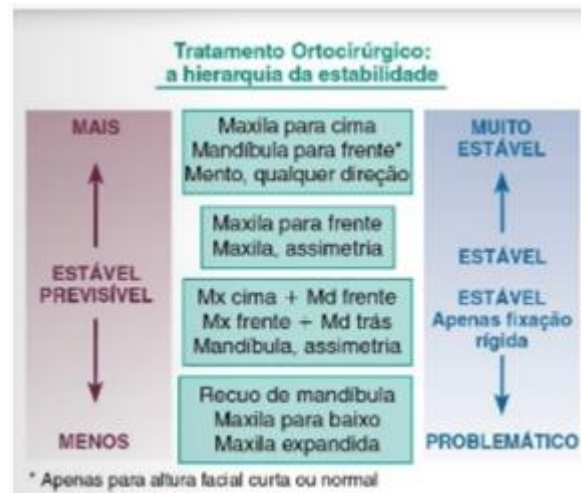 Tratamento Ortocirúrgico:
a hierarquia da estabilidade
MAIS
ESTÁVEL
PREVISÍVEL
MENOS
Maxila para cima
Mandíbula para frente*
Mento, qualquer direção
Maxila para frente
Maxila, assimetria
Mx cima + Md frente
Mx frente + Md trás
Mandíbula, assimetria
Recuo de mandíbula
Maxila para baixo
Maxila expandida
MUITO
ESTÁVEL
ESTÁVEL
ESTÁVEL
Apenas fixação
rígida
PROBLEMÁTICO
* Apenas para altura facial curta ou normal